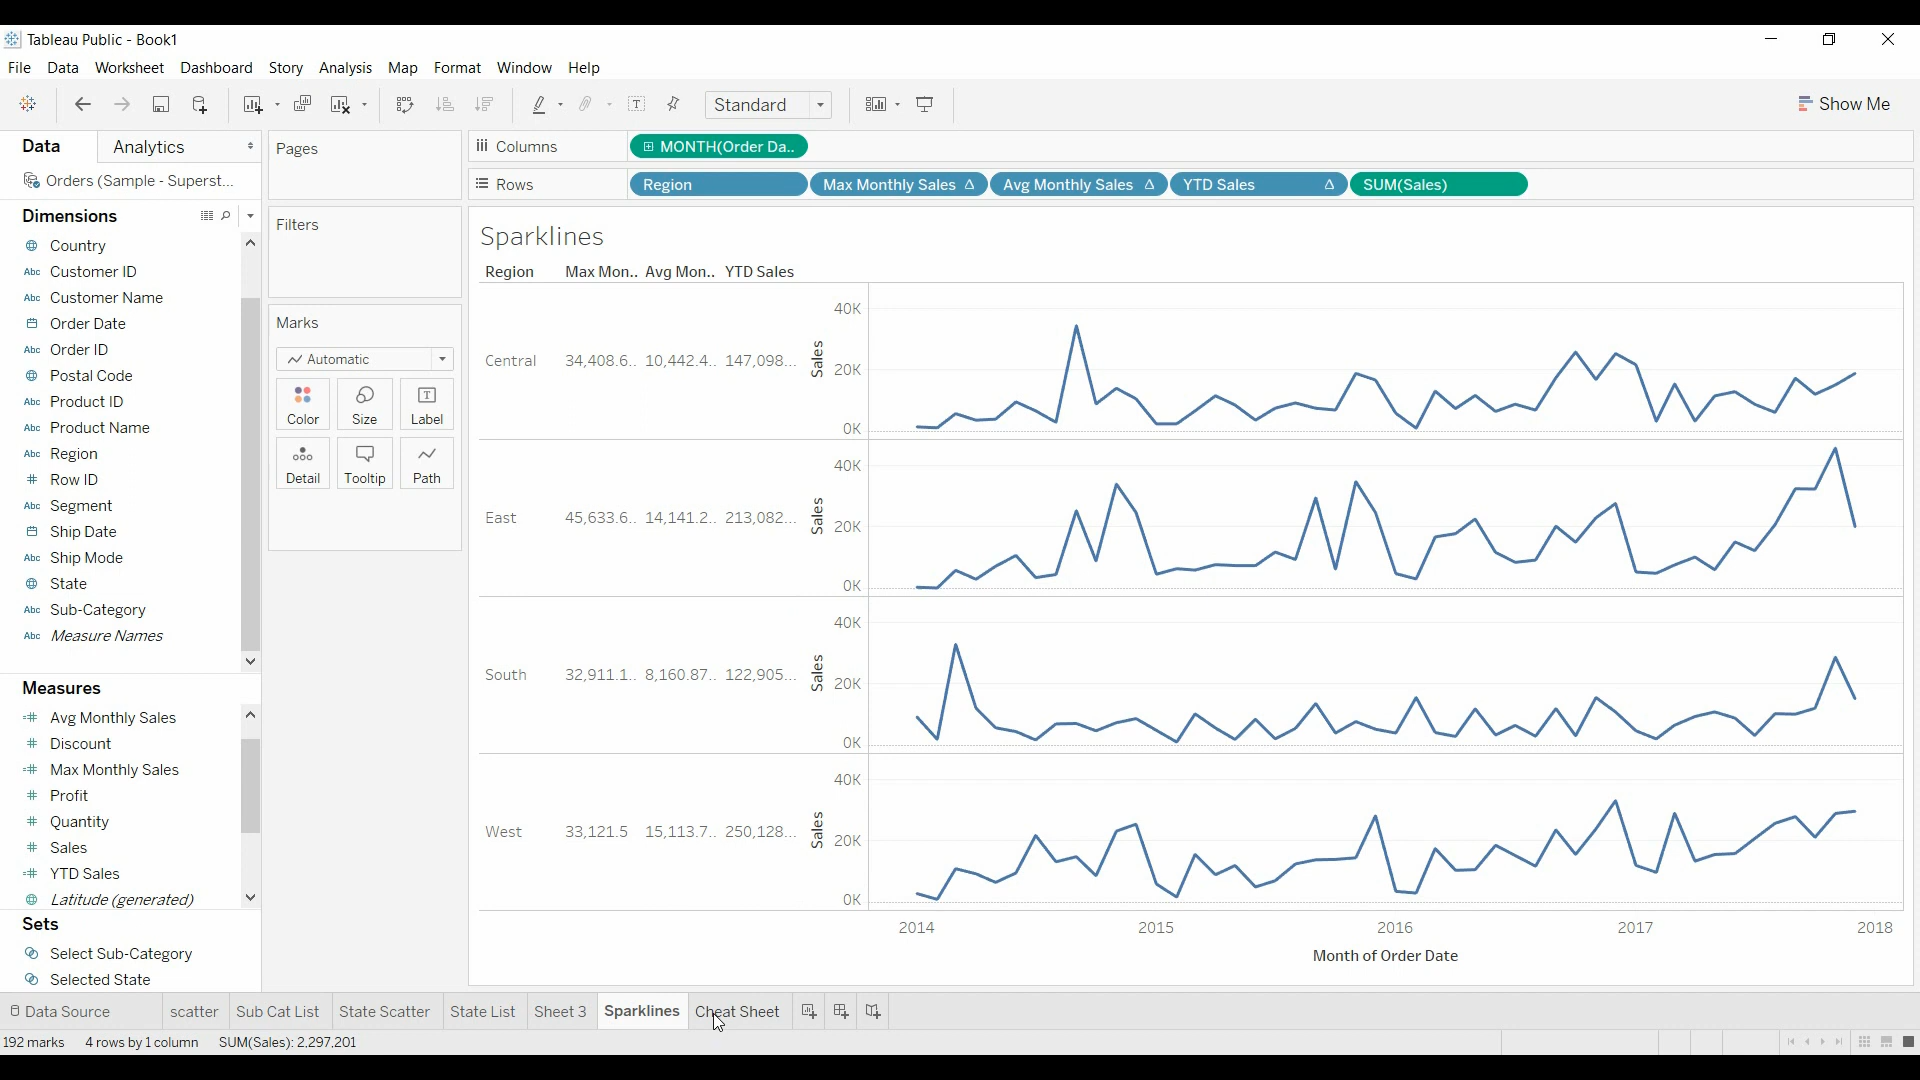 Tableau Public - Book1
File Data Worksheet Dashboard Story Analysis Map Format Window Help
Standard
Show Me
Data Analytics
Orders (Sample - Superst...
Dimensions
Country
Abc Customer ID
Abc Customer Name
Order Date
Abc Order ID
Postal Code
Abc Product ID
Abc Product Name
Abc Region
# Row ID
Abc Segment
Ship Date
Abc Ship Mode
State
Abc Sub-Category
Abc Measure Names
Measures
=# Avg Monthly Sales
# Discount
=# Max Monthly Sales
# Profit
# Quantity
# Sales
=# YTD Sales
Latitude (generated)
Sets
Select Sub-Category
Selected State
Pages
Filters
Marks
Automatic
Color Size Label
Detail Tooltip Path
Columns MONTH(Order Da..
Rows Region Max Monthly Sales Δ Avg Monthly Sales Δ YTD Sales Δ SUM(Sales)
Sparklines
Region Max Mon.. Avg Mon.. YTD Sales
Central 34,408.6.. 10,442.4.. 147,098... Sales
40K
20K
0K
East 45,633.6.. 14,141.2.. 213,082... Sales
40K
20K
0K
South 32,911.1.. 8,160.87.. 122,905... Sales
40K
20K
0K
West 33,121.5 15,113.7.. 250,128... Sales
40K
20K
0K
2014 2015 2016 2017 2018
Month of Order Date
Data Source scatter Sub Cat List State Scatter State List Sheet 3 Sparklines Cheat Sheet
192 marks 4 rows by 1 column SUM(Sales): 2,297,201